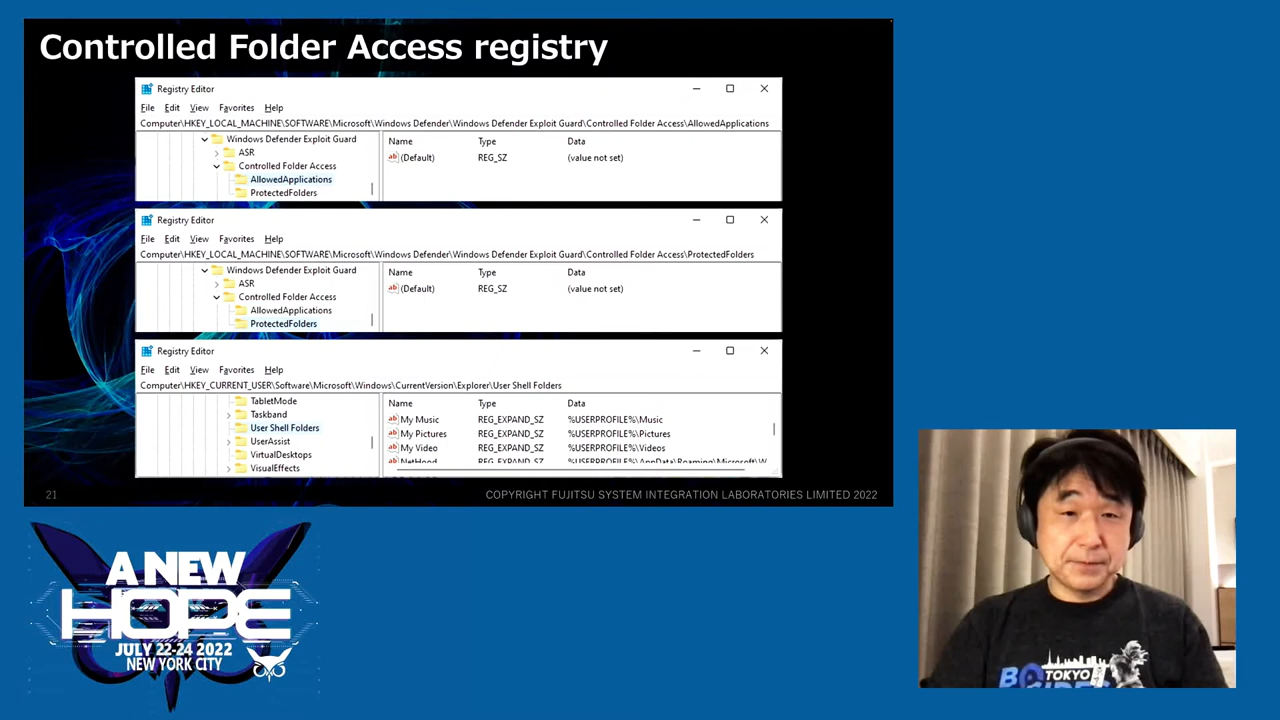 Controlled Folder Access registry
Registry Editor
File Edit View Favorites Help
Computer\HKEY_LOCAL_MACHINE\SOFTWARE\Microsoft\Windows Defender\Windows Defender Exploit Guard\Controlled Folder Access\AllowedApplications
Windows Defender Exploit Guard
ASR
Controlled Folder Access
AllowedApplications
ProtectedFolders
Name Type Data
(Default) REG_SZ (value not set)
Registry Editor
File Edit View Favorites Help
Computer\HKEY_LOCAL_MACHINE\SOFTWARE\Microsoft\Windows Defender\Windows Defender Exploit Guard\Controlled Folder Access\ProtectedFolders
Windows Defender Exploit Guard
ASR
Controlled Folder Access
AllowedApplications
ProtectedFolders
Name Type Data
(Default) REG_SZ (value not set)
Registry Editor
File Edit View Favorites Help
Computer\HKEY_CURRENT_USER\Software\Microsoft\Windows\CurrentVersion\Explorer\User Shell Folders
TabletMode
Taskband
User Shell Folders
UserAssist
VirtualDesktops
VisualEffects
Name Type Data
My Music REG_EXPAND_SZ %USERPROFILE%\Music
My Pictures REG_EXPAND_SZ %USERPROFILE%\Pictures
My Video REG_EXPAND_SZ %USERPROFILE%\Videos
NetHood REG_EXPAND_SZ %USERPROFILE%\AppData\Roaming\Microsoft\W
21
COPYRIGHT FUJITSU SYSTEM INTEGRATION LABORATORIES LIMITED 2022
A NEW
HOPE
JULY 22-24 2022
NEW YORK CITY
TOKYO